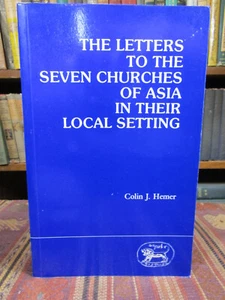 THE LETTERS
TO THE
SEVEN CHURCHES
OF ASIA
IN THEIR
LOCAL SETTING
Colin J. Hemer